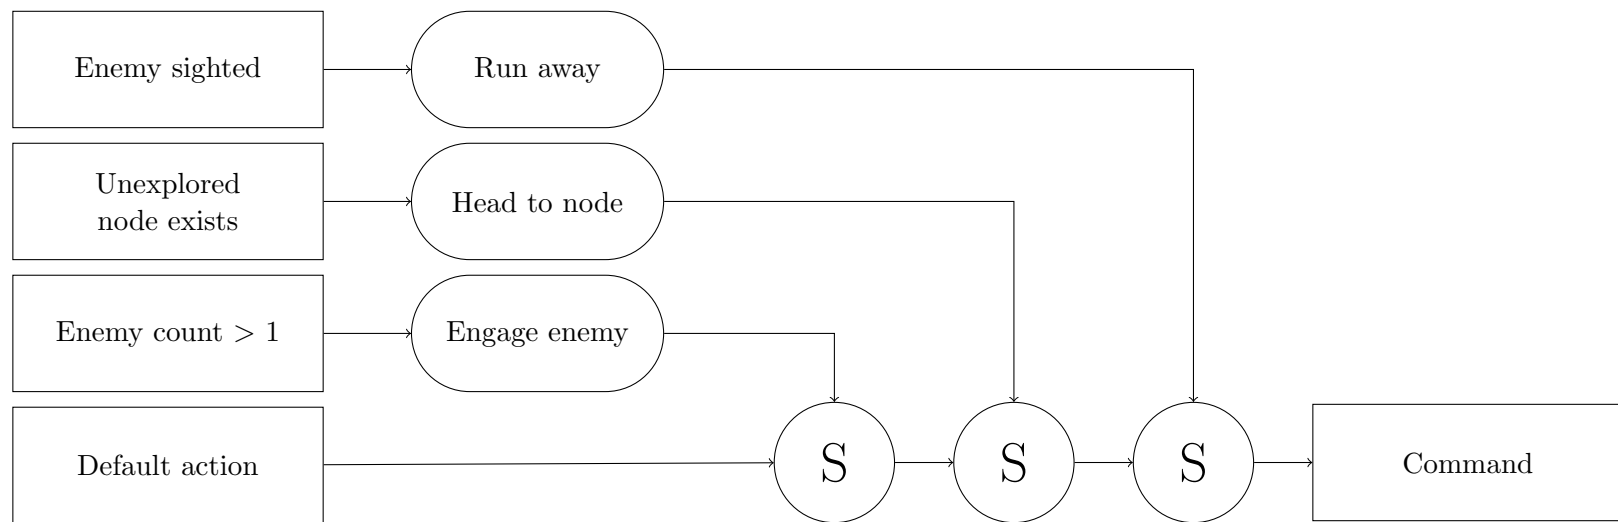 Enemy sighted
Run away
Unexplored
node exists
Head to node
Enemy count > 1
Engage enemy
Default action
S
S
S
Command